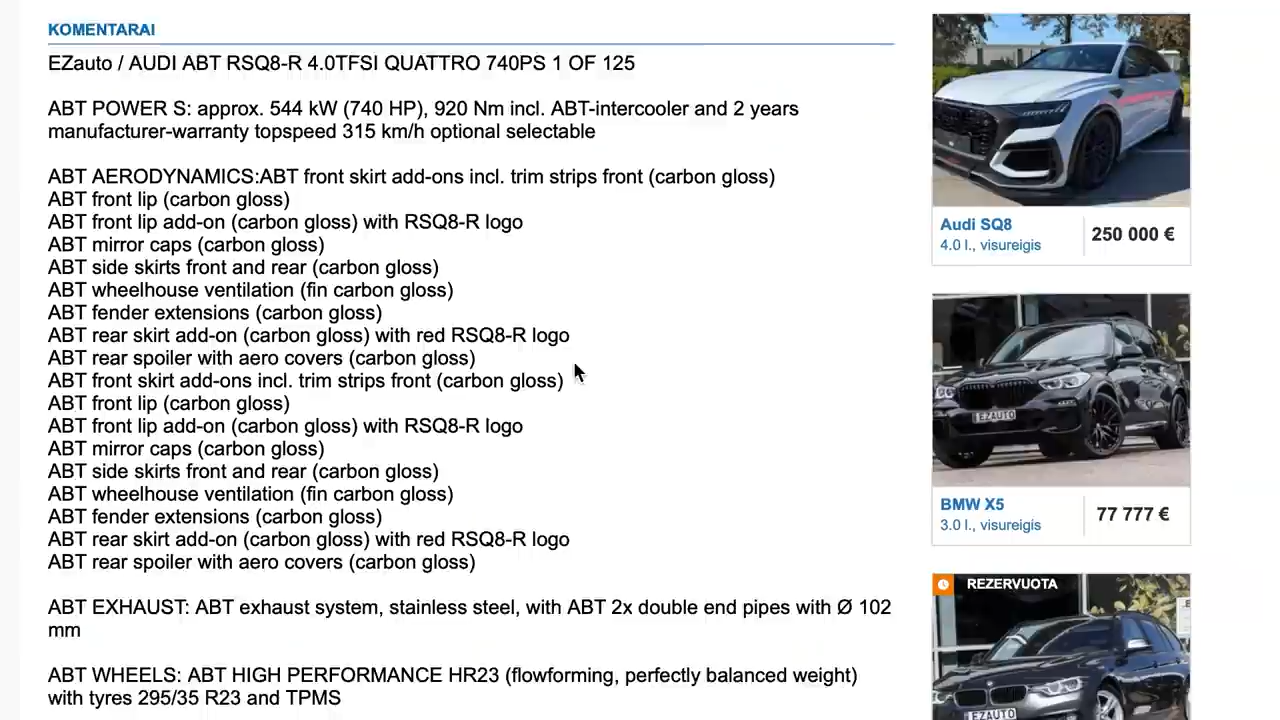 KOMENTARAI
EZauto / AUDI ABT RSQ8-R 4.0TFSI QUATTRO 740PS 1 OF 125
ABT POWER S: approx. 544 kW (740 HP), 920 Nm incl. ABT-intercooler and 2 years
manufacturer-warranty topspeed 315 km/h optional selectable
ABT AERODYNAMICS:ABT front skirt add-ons incl. trim strips front (carbon gloss)
ABT front lip (carbon gloss)
ABT front lip add-on (carbon gloss) with RSQ8-R logo
ABT mirror caps (carbon gloss)
ABT side skirts front and rear (carbon gloss)
ABT wheelhouse ventilation (fin carbon gloss)
ABT fender extensions (carbon gloss)
ABT rear skirt add-on (carbon gloss) with red RSQ8-R logo
ABT rear spoiler with aero covers (carbon gloss)
ABT front skirt add-ons incl. trim strips front (carbon gloss)
ABT front lip (carbon gloss)
ABT front lip add-on (carbon gloss) with RSQ8-R logo
ABT mirror caps (carbon gloss)
ABT side skirts front and rear (carbon gloss)
ABT wheelhouse ventilation (fin carbon gloss)
ABT fender extensions (carbon gloss)
ABT rear skirt add-on (carbon gloss) with red RSQ8-R logo
ABT rear spoiler with aero covers (carbon gloss)
ABT EXHAUST: ABT exhaust system, stainless steel, with ABT 2x double end pipes with Ø 102
mm
ABT WHEELS: ABT HIGH PERFORMANCE HR23 (flowforming, perfectly balanced weight)
with tyres 295/35 R23 and TPMS
Audi SQ8
4.0 l., visureigis
250 000 €
EZAUTO
BMW X5
3.0 l., visureigis
77 777 €
REZERVUOTA
EZAUTO